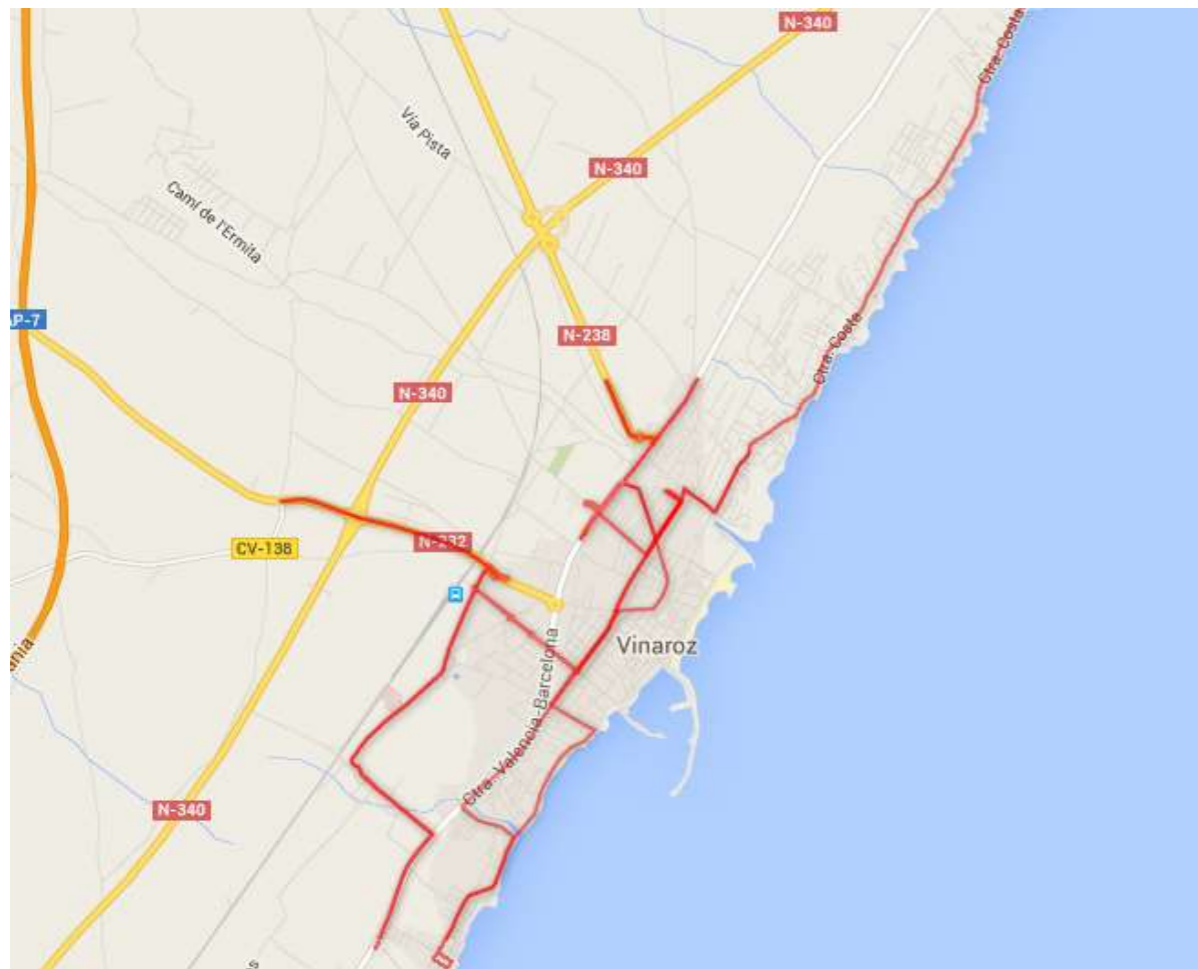 N-340
Ctra. Costa
Vía Pista
N-340
Camí de l'Ermita
AP-7
N-238
Ctra. Costa
N-340
N-232
CV-138
Vinaroz
Ctra. Valencia-Barcelona
N-340